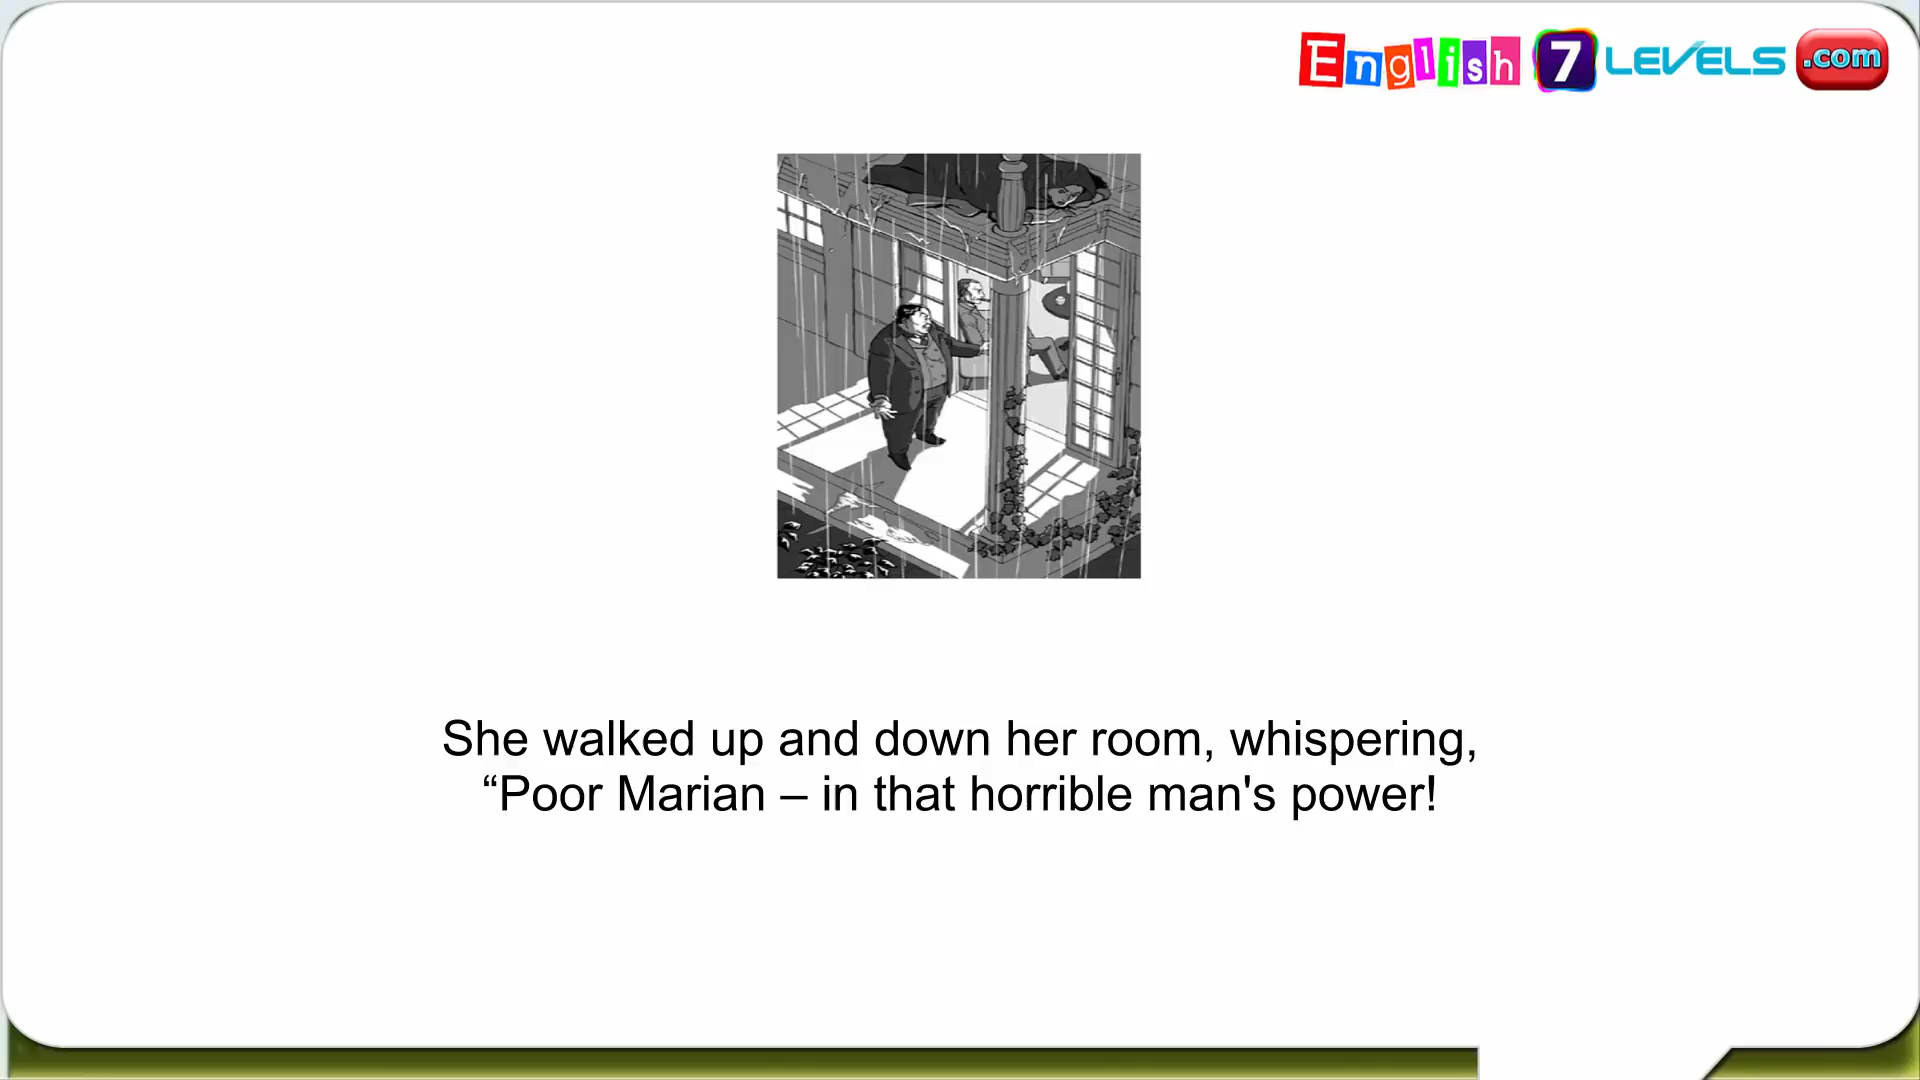 English 7 LEVELS .com
She walked up and down her room, whispering,
“Poor Marian – in that horrible man's power!